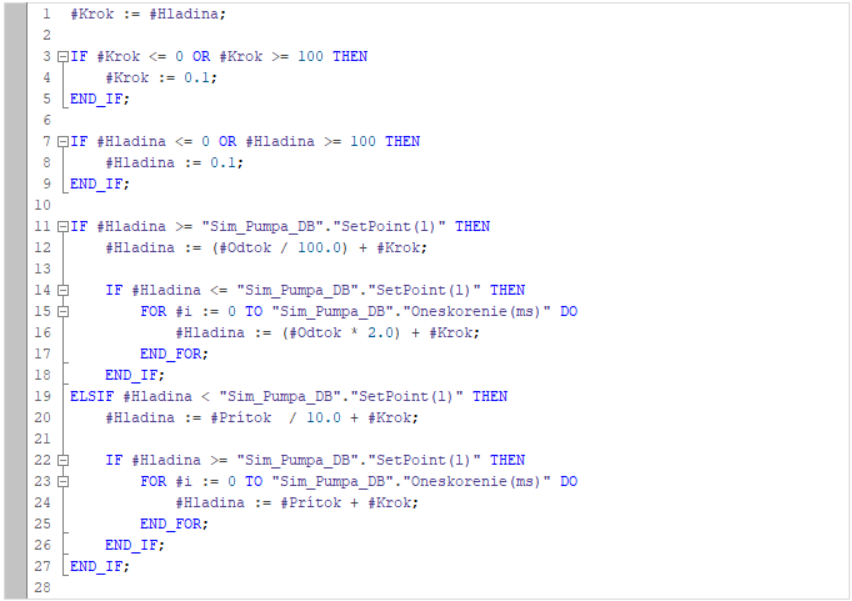 1 #Krok := #Hladina;
2
3 IF #Krok <= 0 OR #Krok >= 100 THEN
4 #Krok := 0.1;
5 END_IF;
6
7 IF #Hladina <= 0 OR #Hladina >= 100 THEN
8 #Hladina := 0.1;
9 END_IF;
10
11 IF #Hladina >= "Sim_Pumpa_DB"."SetPoint(l)" THEN
12 #Hladina := (#Odtok / 100.0) + #Krok;
13
14 IF #Hladina <= "Sim_Pumpa_DB"."SetPoint(l)" THEN
15 FOR #i := 0 TO "Sim_Pumpa_DB"."Oneskorenie(ms)" DO
16 #Hladina := (#Odtok * 2.0) + #Krok;
17 END_FOR;
18 END_IF;
19 ELSIF #Hladina < "Sim_Pumpa_DB"."SetPoint(l)" THEN
20 #Hladina := #Prítok  / 10.0 + #Krok;
21
22 IF #Hladina >= "Sim_Pumpa_DB"."SetPoint(l)" THEN
23 FOR #i := 0 TO "Sim_Pumpa_DB"."Oneskorenie(ms)" DO
24 #Hladina := #Prítok + #Krok;
25 END_FOR;
26 END_IF;
27 END_IF;
28